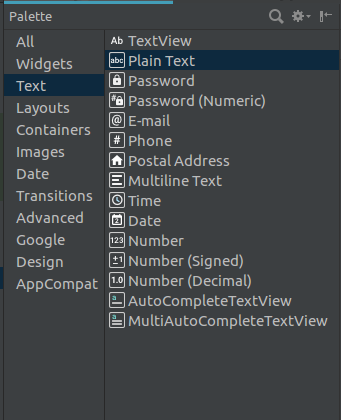 Palette
All
Widgets
Text
Layouts
Containers
Images
Date
Transitions
Advanced
Google
Design
AppCompat
Ab TextView
abc Plain Text
Password
# Password (Numeric)
@ E-mail
# Phone
Postal Address
Multiline Text
Time
2 Date
123 Number
±1 Number (Signed)
1.0 Number (Decimal)
a AutoCompleteTextView
a MultiAutoCompleteTextView